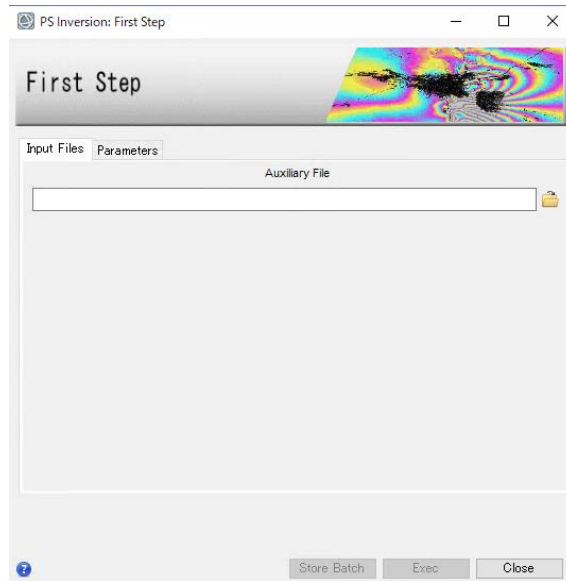 PS Inversion: First Step
First Step
Input Files
Parameters
Auxiliary File
Store Batch
Exec
Close